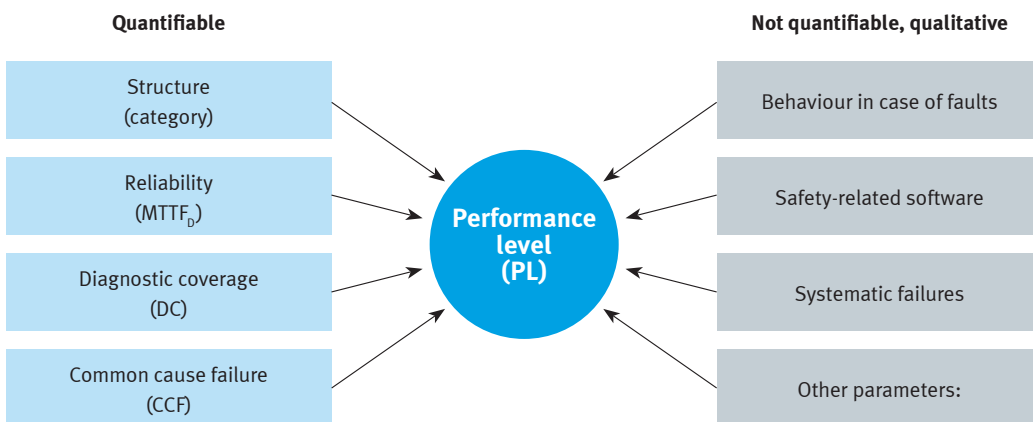 Quantifiable
Structure
(category)
Reliability
(MTTF_D)
Diagnostic coverage
(DC)
Common cause failure
(CCF)
Performance
level
(PL)
Not quantifiable, qualitative
Behaviour in case of faults
Safety-related software
Systematic failures
Other parameters: